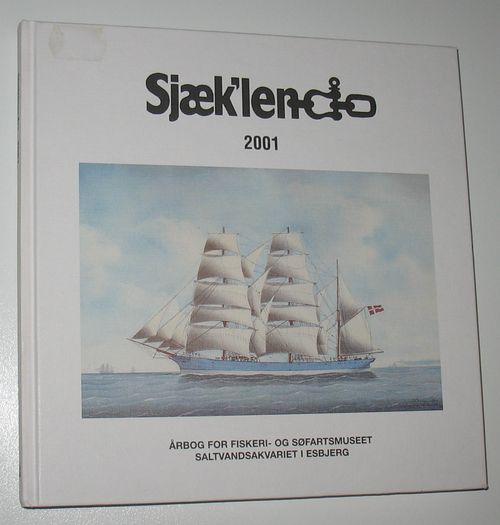 Sjæk'len
2001
ÅRBOG FOR FISKERI- OG SØFARTSMUSEET
SALTVANDSAKVARIET I ESBJERG